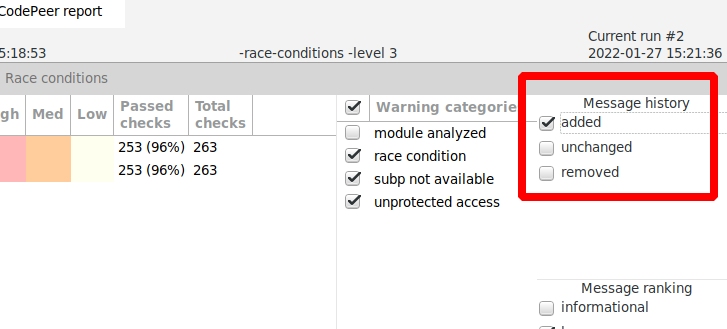 CodePeer report
Current run #2
5:18:53 -race-conditions -level 3 2022-01-27 15:21:36
Race conditions
gh Med Low Passed checks Total checks
253 (96%) 263
253 (96%) 263
Warning categorie
module analyzed
race condition
subp not available
unprotected access
Message history
added
unchanged
removed
Message ranking
informational